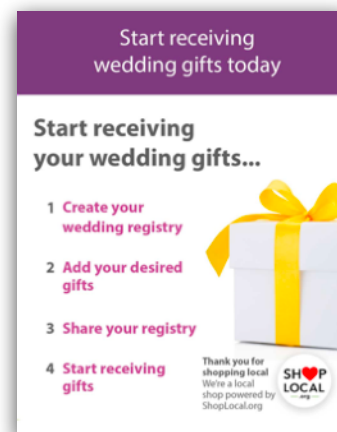 Start receiving
wedding gifts today
Start receiving
your wedding gifts...
1 Create your
wedding registry
2 Add your desired
gifts
3 Share your registry
4 Start receiving
gifts
Thank you for
shopping local
We're a local
shop powered by
ShopLocal.org
SH P
LOCAL
.org